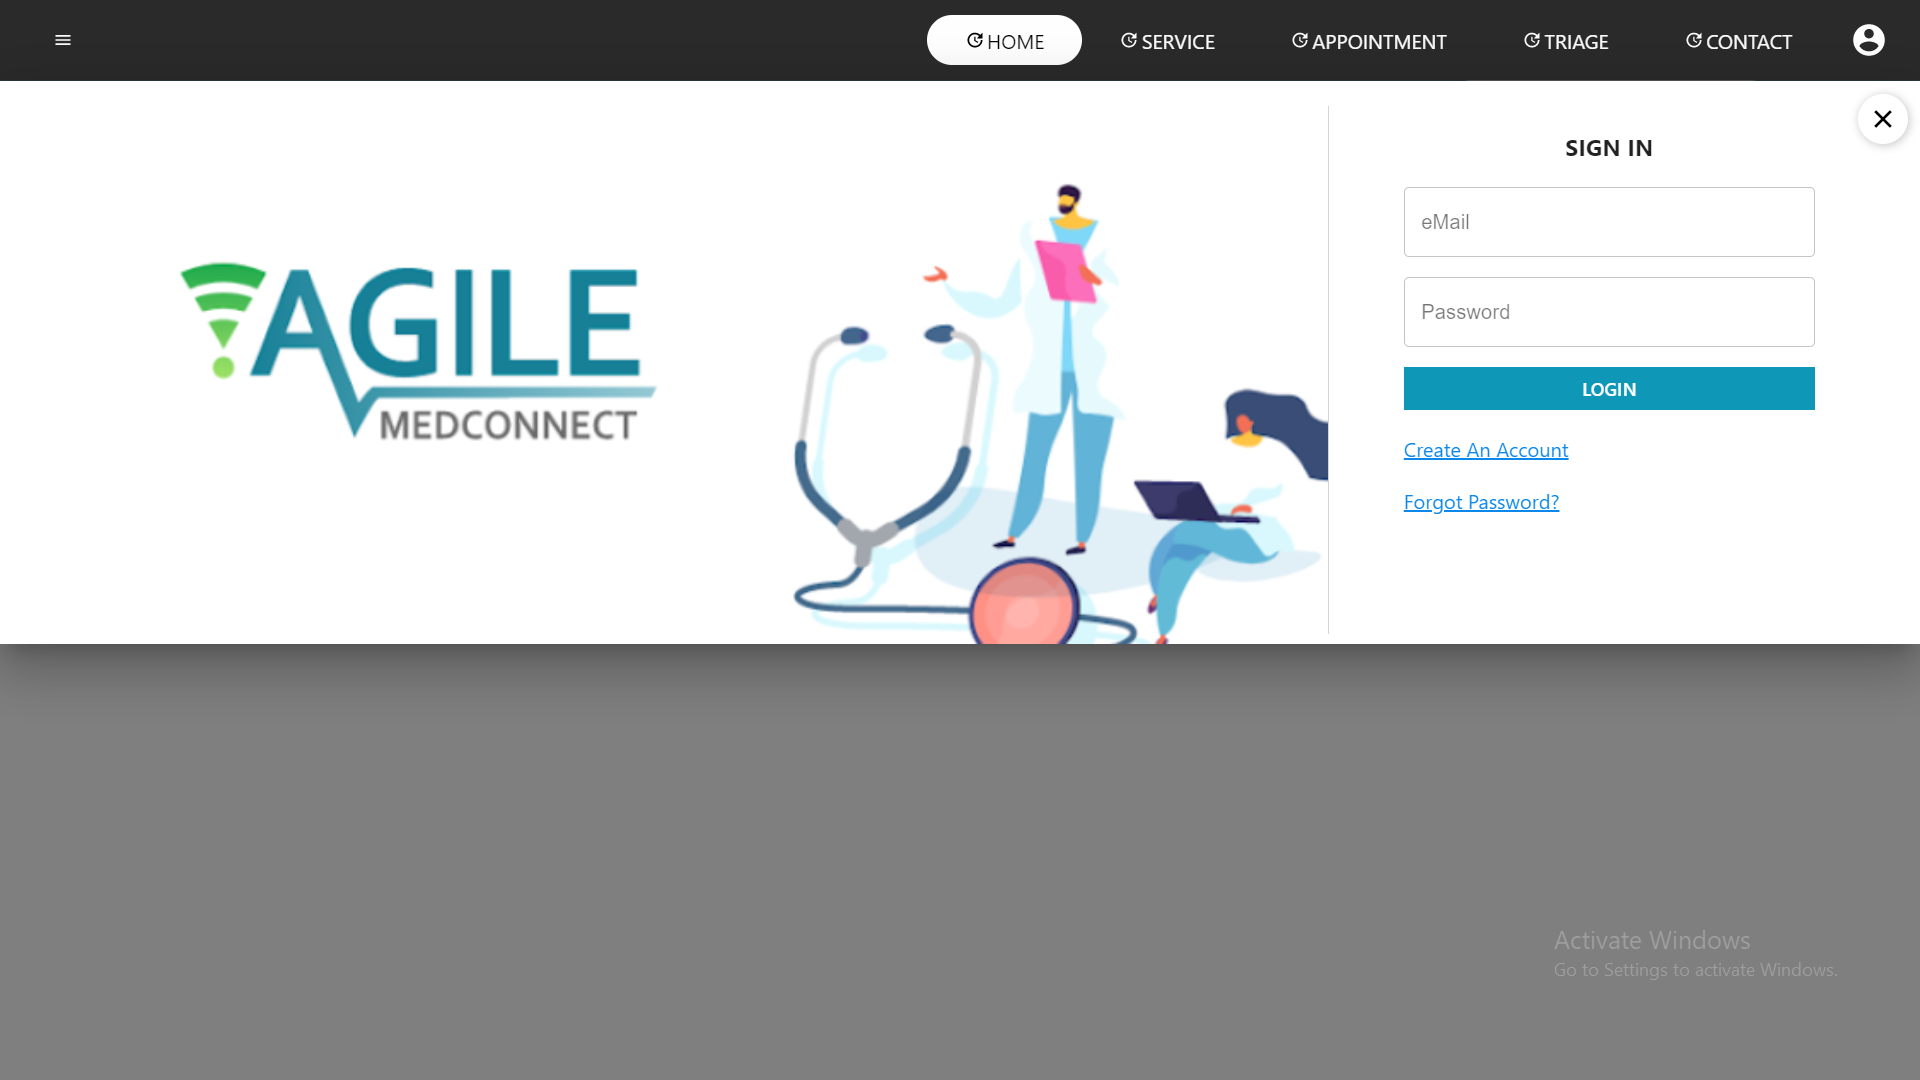 HOME SERVICE APPOINTMENT TRIAGE CONTACT
AGILE
MEDCONNECT
SIGN IN
eMail
Password
LOGIN
Create An Account
Forgot Password?
Activate Windows
Go to Settings to activate Windows.